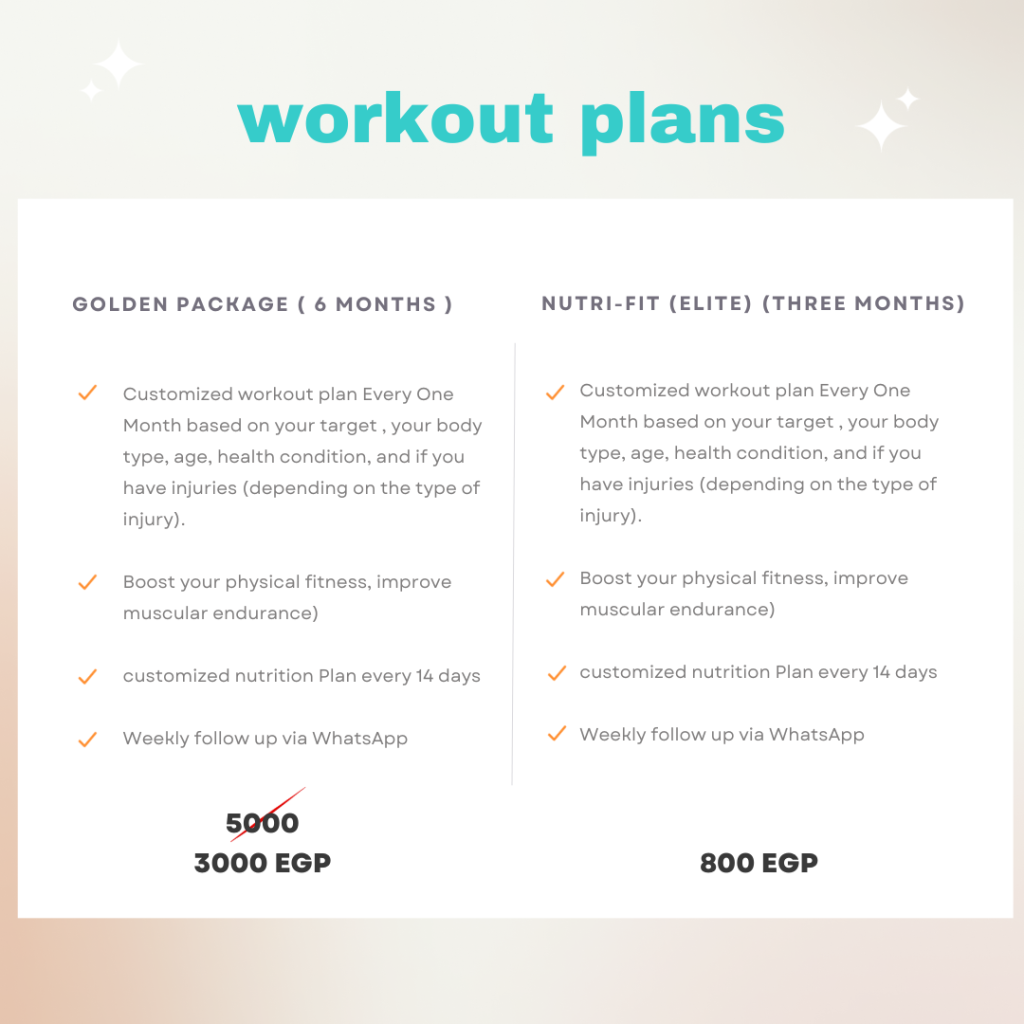 workout plans
GOLDEN PACKAGE ( 6 MONTHS )
Customized workout plan Every One
Month based on your target , your body
type, age, health condition, and if you
have injuries (depending on the type of
injury).
Boost your physical fitness, improve
muscular endurance)
customized nutrition Plan every 14 days
Weekly follow up via WhatsApp
5000
3000 EGP
NUTRI-FIT (ELITE) (THREE MONTHS)
Customized workout plan Every One
Month based on your target , your body
type, age, health condition, and if you
have injuries (depending on the type of
injury).
Boost your physical fitness, improve
muscular endurance)
customized nutrition Plan every 14 days
Weekly follow up via WhatsApp
800 EGP